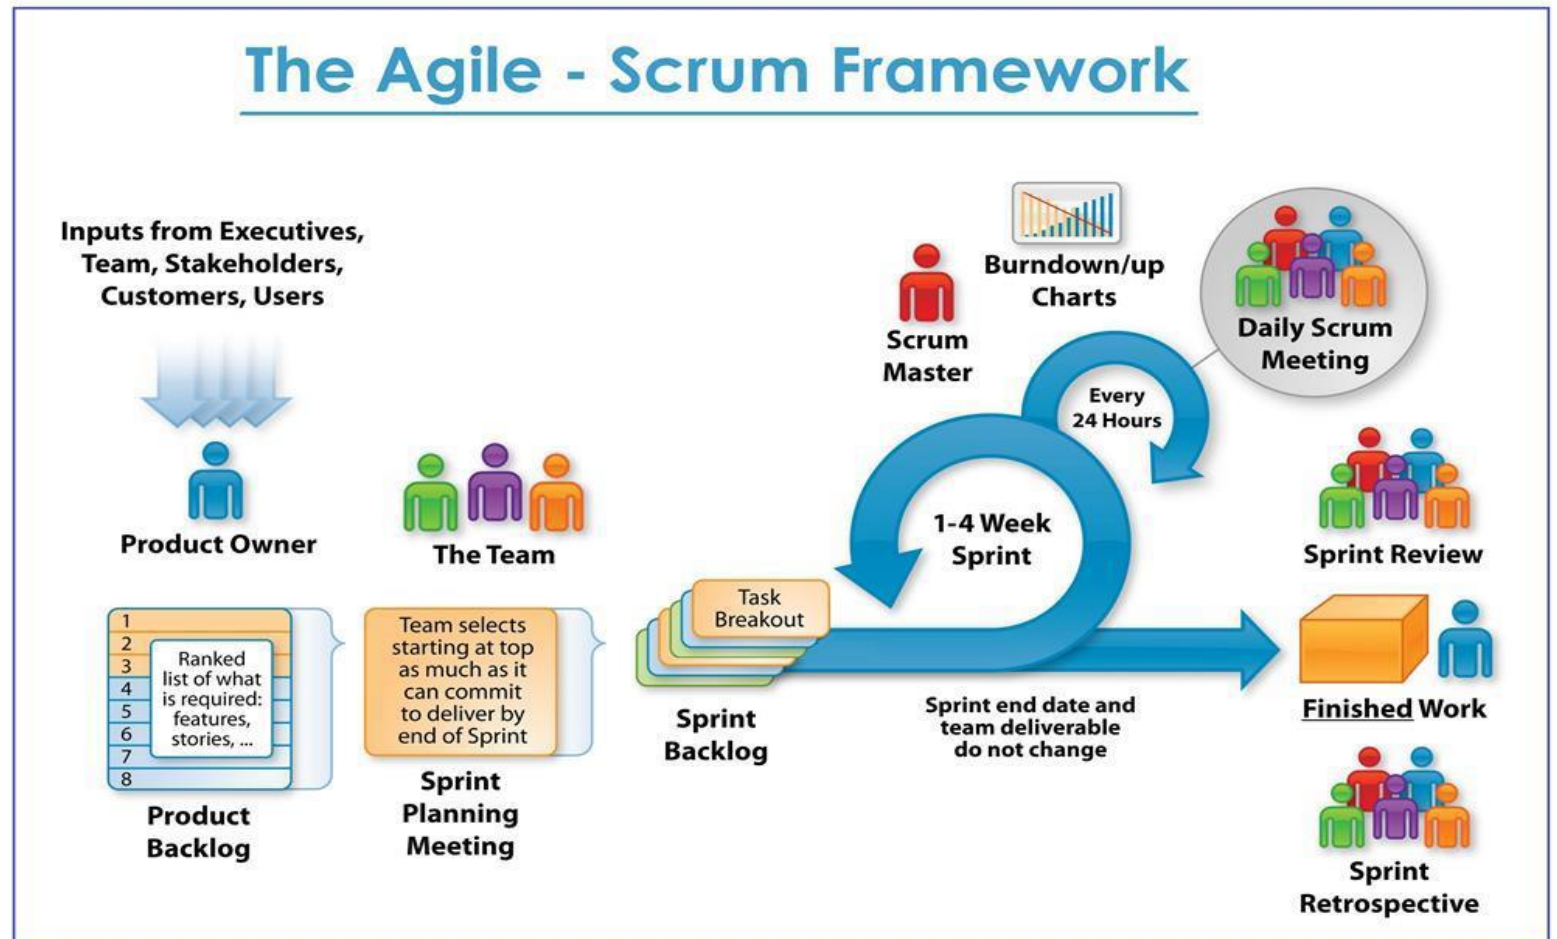 The Agile - Scrum Framework
Inputs from Executives,
Team, Stakeholders,
Customers, Users
Product Owner
The Team
1
2
3
4
5
6
7
8
Ranked
list of what
is required:
features,
stories, ...
Product
Backlog
Team selects
starting at top
as much as it
can commit
to deliver by
end of Sprint
Sprint
Planning
Meeting
Task
Breakout
Sprint
Backlog
Scrum
Master
Burndown/up
Charts
Every
24 Hours
1-4 Week
Sprint
Sprint end date and
team deliverable
do not change
Daily Scrum
Meeting
Sprint Review
Finished Work
Sprint
Retrospective